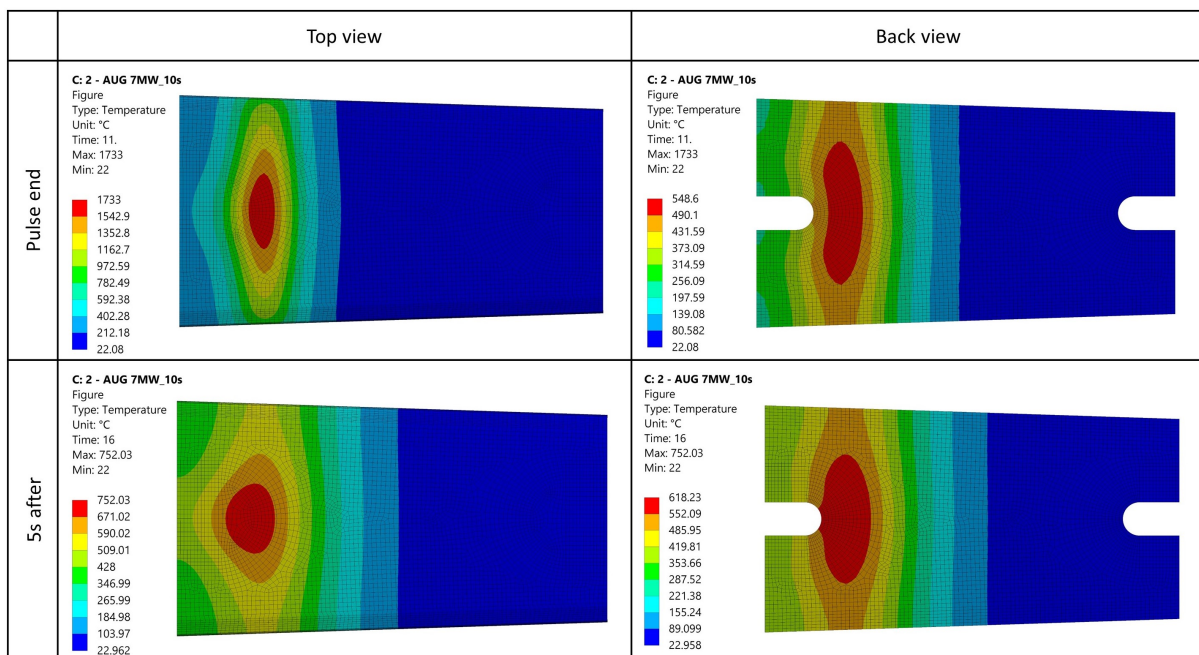 Top view
Back view
Pulse end
C: 2 - AUG 7MW_10s
Figure
Type: Temperature
Unit: °C
Time: 11.
Max: 1733
Min: 22
1733
1542.9
1352.8
1162.7
972.59
782.49
592.38
402.28
212.18
22.08
C: 2 - AUG 7MW_10s
Figure
Type: Temperature
Unit: °C
Time: 11.
Max: 1733
Min: 22
548.6
490.1
431.59
373.09
314.59
256.09
197.59
139.08
80.582
22.08
5s after
C: 2 - AUG 7MW_10s
Figure
Type: Temperature
Unit: °C
Time: 16
Max: 752.03
Min: 22
752.03
671.02
590.02
509.01
428
346.99
265.99
184.98
103.97
22.962
C: 2 - AUG 7MW_10s
Figure
Type: Temperature
Unit: °C
Time: 16
Max: 752.03
Min: 22
618.23
552.09
485.95
419.81
353.66
287.52
221.38
155.24
89.099
22.958